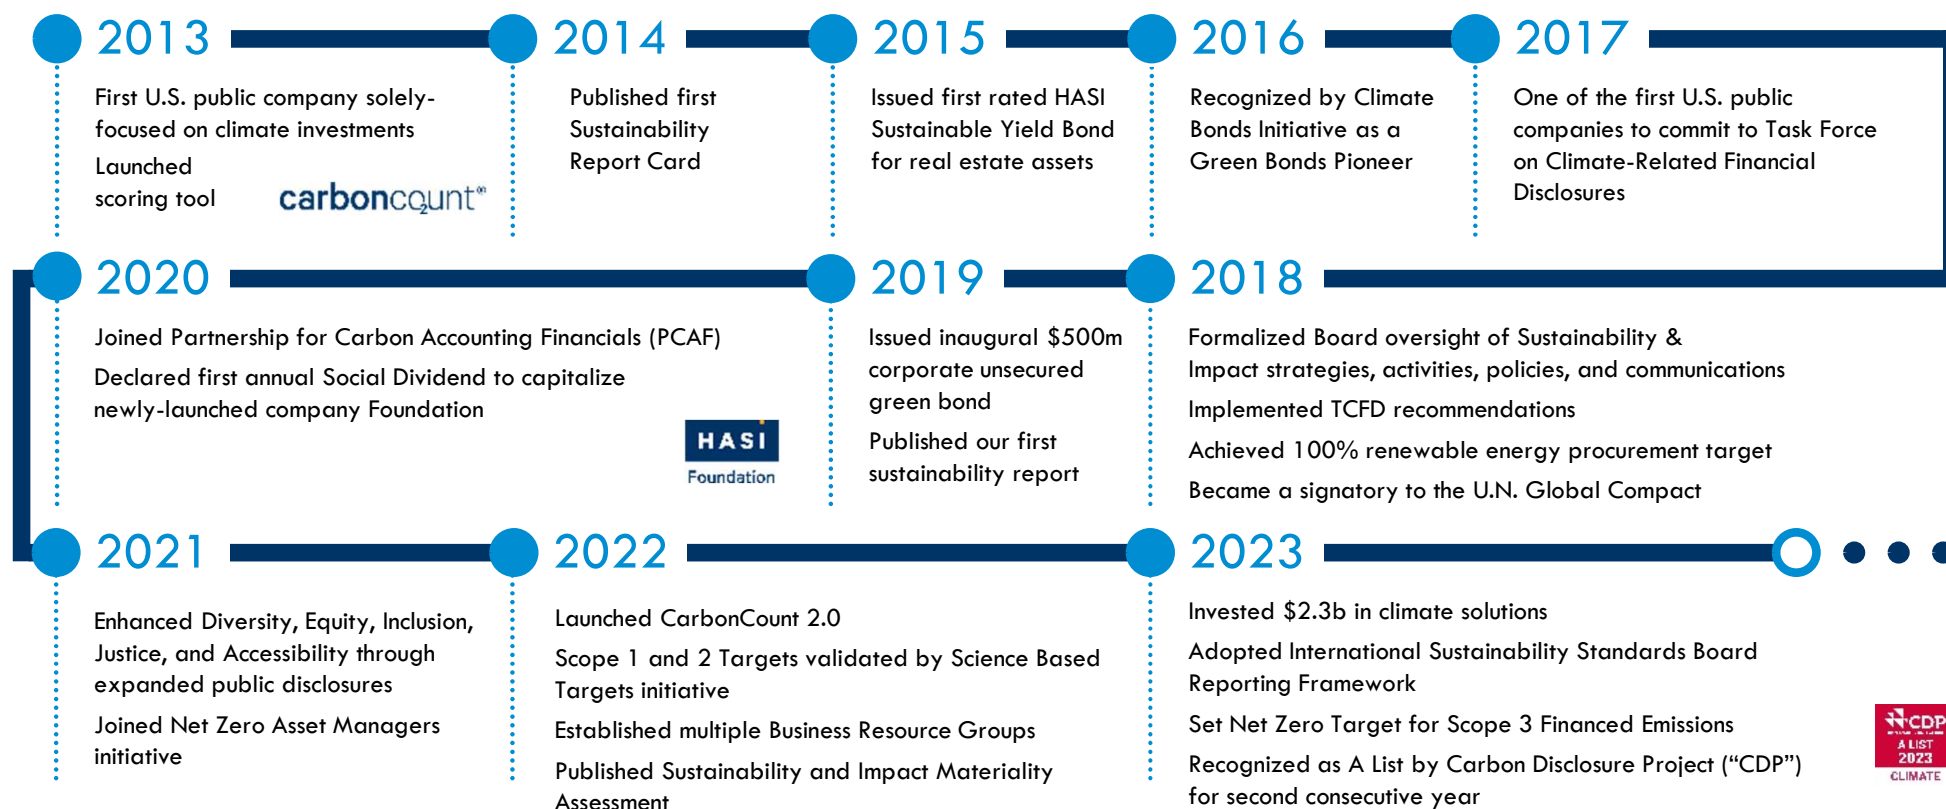 2013
First U.S. public company solely-
focused on climate investments
Launched
scoring tool
carboncO2unt®
2014
Published first
Sustainability
Report Card
2015
Issued first rated HASI
Sustainable Yield Bond
for real estate assets
2016
Recognized by Climate
Bonds Initiative as a
Green Bonds Pioneer
2017
One of the first U.S. public
companies to commit to Task Force
on Climate-Related Financial
Disclosures
2018
Formalized Board oversight of Sustainability &
Impact strategies, activities, policies, and communications
Implemented TCFD recommendations
Achieved 100% renewable energy procurement target
Became a signatory to the U.N. Global Compact
2019
Issued inaugural $500m
corporate unsecured
green bond
Published our first
sustainability report
2020
Joined Partnership for Carbon Accounting Financials (PCAF)
Declared first annual Social Dividend to capitalize
newly-launched company Foundation
HASI
Foundation
2021
Enhanced Diversity, Equity, Inclusion,
Justice, and Accessibility through
expanded public disclosures
Joined Net Zero Asset Managers
initiative
2022
Launched CarbonCount 2.0
Scope 1 and 2 Targets validated by Science Based
Targets initiative
Established multiple Business Resource Groups
Published Sustainability and Impact Materiality
Assessment
2023
Invested $2.3b in climate solutions
Adopted International Sustainability Standards Board
Reporting Framework
Set Net Zero Target for Scope 3 Financed Emissions
Recognized as A List by Carbon Disclosure Project (“CDP”)
for second consecutive year
CDP
A LIST
2023
CLIMATE